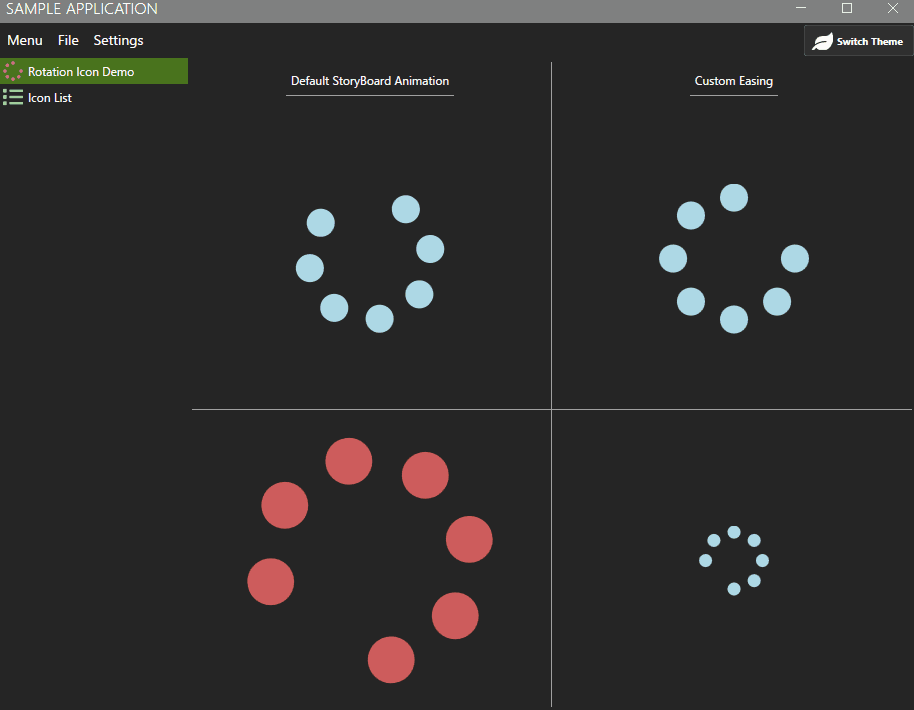 SAMPLE APPLICATION
Menu File Settings
Switch Theme
Rotation Icon Demo
Icon List
Default StoryBoard Animation
Custom Easing